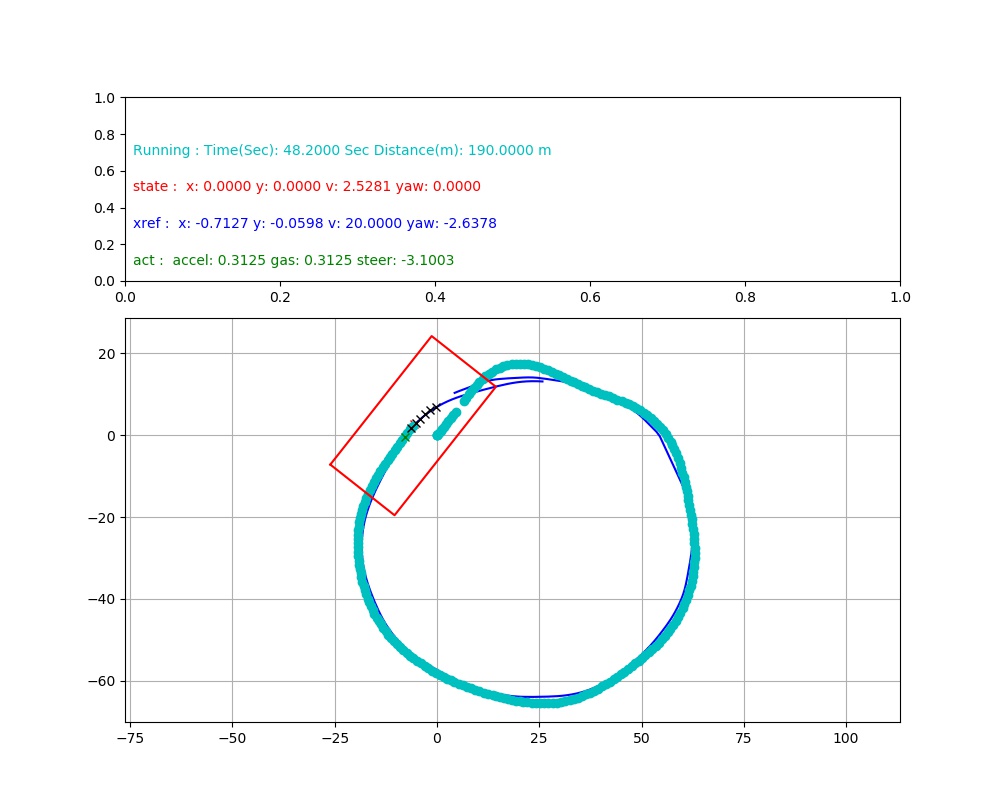 1.0
0.8
Running : Time(Sec): 48.2000 Sec Distance(m): 190.0000 m
0.6
state :  x: 0.0000 y: 0.0000 v: 2.5281 yaw: 0.0000
0.4
xref :  x: -0.7127 y: -0.0598 v: 20.0000 yaw: -2.6378
0.2
act :  accel: 0.3125 gas: 0.3125 steer: -3.1003
0.0
0.0 0.2 0.4 0.6 0.8 1.0
20
0
−20
−40
−60
−75 −50 −25 0 25 50 75 100